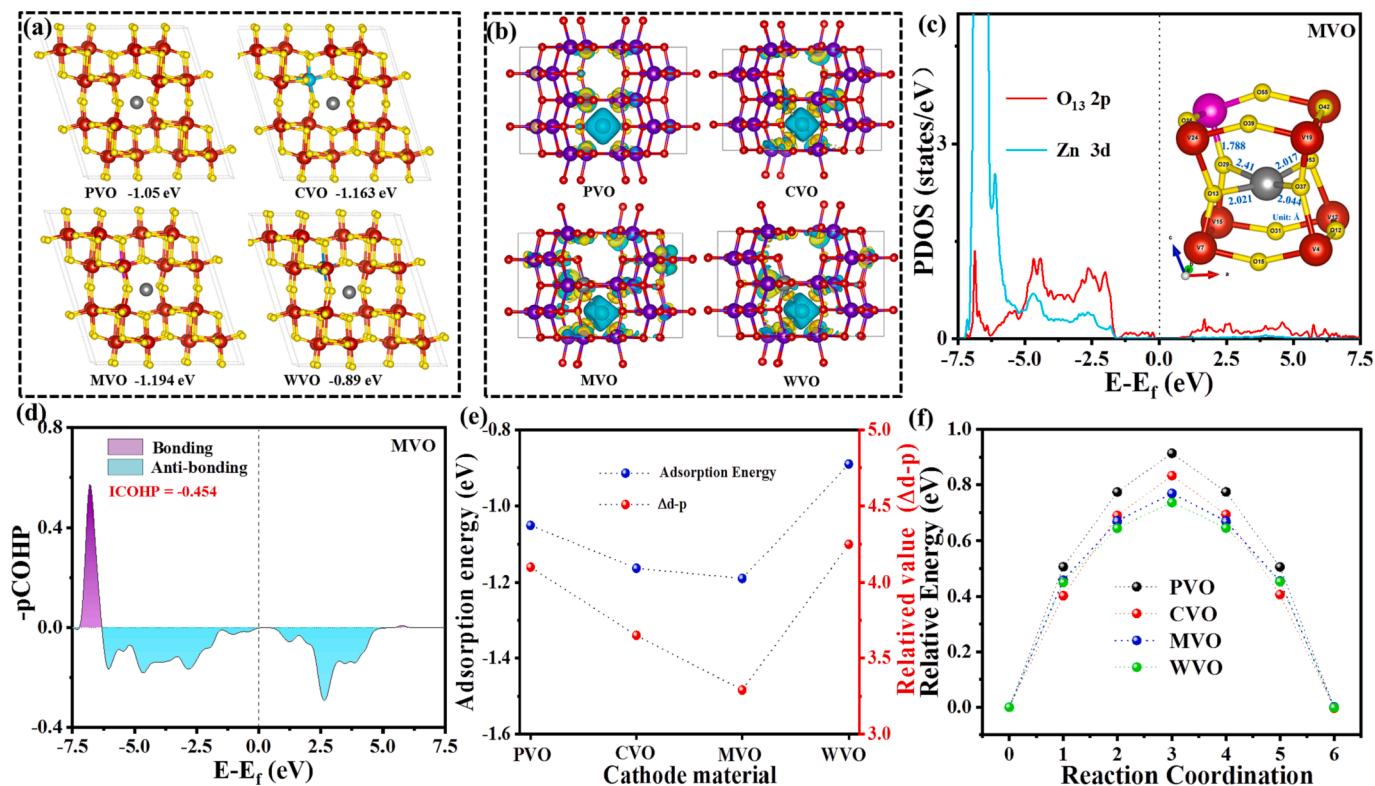 (a)
PVO -1.05 eV
CVO -1.163 eV
MVO -1.194 eV
WVO -0.89 eV
(b)
PVO
CVO
MVO
WVO
(c)
MVO
PDOS (states/eV)
3
1
0
O13 2p
Zn 3d
O55
O42
V24
O39
V19
1.788
O29
2.41
2.017
O13
O37
2.021
2.044
V15
Unit: Å
O31
V12
O12
V7
O15
V4
c
a
-7.5
-5.0
-2.5
0.0
2.5
5.0
7.5
E-Ef (eV)
(d)
MVO
Bonding
Anti-bonding
ICOHP = -0.454
-pCOHP
0.8
0.4
0.0
-0.4
-7.5
-5.0
-2.5
0.0
2.5
5.0
7.5
E-Ef (eV)
(e)
Adsorption energy (eV)
-0.8
-1.0
-1.2
-1.4
-1.6
Adsorption Energy
Δd-p
5.0
4.5
4.0
3.5
3.0
Relatived value (Δd-p)
PVO
CVO
MVO
WVO
Cathode material
(f)
Relative Energy (eV)
1.0
0.8
0.6
0.4
0.2
0.0
PVO
CVO
MVO
WVO
0
1
2
3
4
5
6
Reaction Coordination